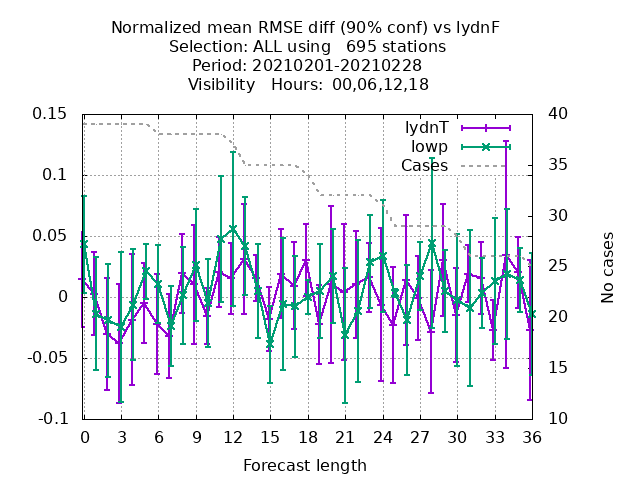 Normalized mean RMSE diff (90% conf) vs lydnF
Selection: ALL using   695 stations
Period: 20210201-20210228
Visibility   Hours:  00,06,12,18
0.15
0.1
0.05
0
-0.05
-0.1
40
35
30
25
20
15
10
lydnT
lowp
Cases
No cases
0 3 6 9 12 15 18 21 24 27 30 33 36
Forecast length